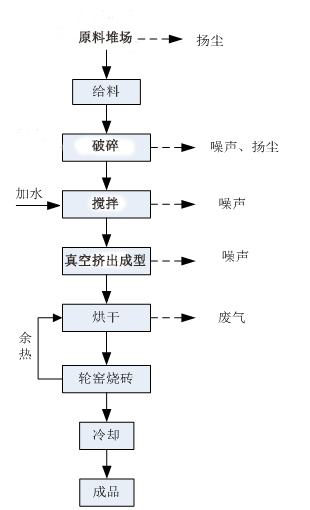 原料堆场
扬尘
给料
破碎
噪声、扬尘
加水
搅拌
噪声
真空挤出成型
噪声
烘干
废气
余热
轮窑烧砖
冷却
成品